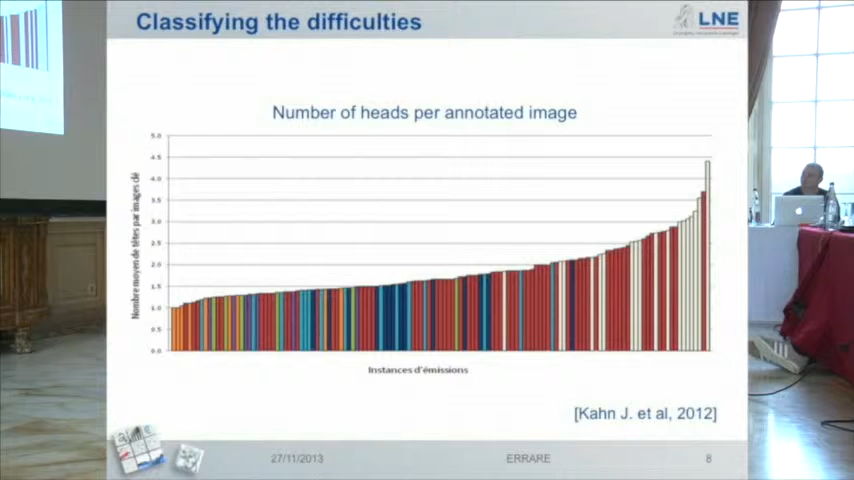 Classifying the difficulties
LNE
Number of heads per annotated image
5.0
4.5
4.0
3.5
3.0
2.5
2.0
1.5
1.0
0.5
0.0
Nombre moyen de têtes par images clé
Instances d'émissions
[Kahn J. et al, 2012]
27/11/2013
ERRARE
8